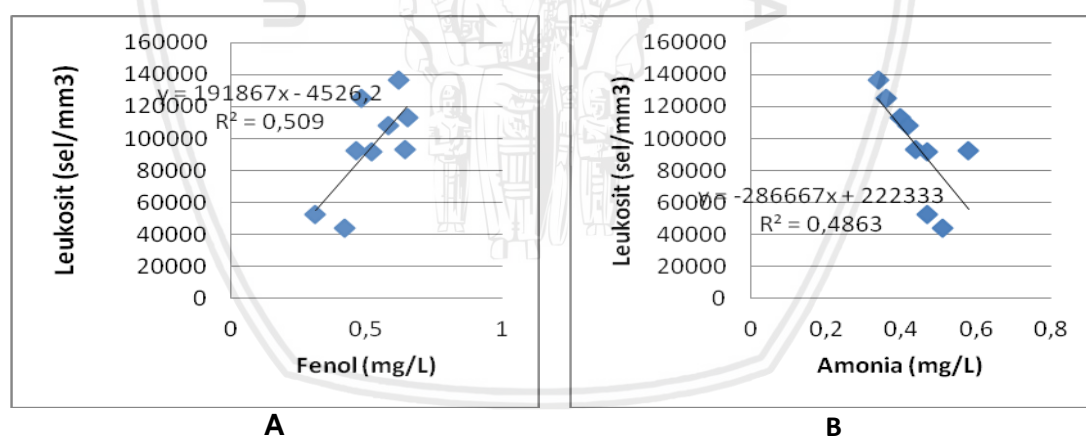 Leukosit (sel/mm3)
160000
140000
120000
100000
80000
60000
40000
20000
0
y = 191867x - 4526,2
R² = 0,509
0
0,5
1
Fenol (mg/L)
A
Leukosit (sel/mm3)
160000
140000
120000
100000
80000
60000
40000
20000
0
y = -286667x + 222333
R² = 0,4863
0
0,2
0,4
0,6
0,8
Amonia (mg/L)
B